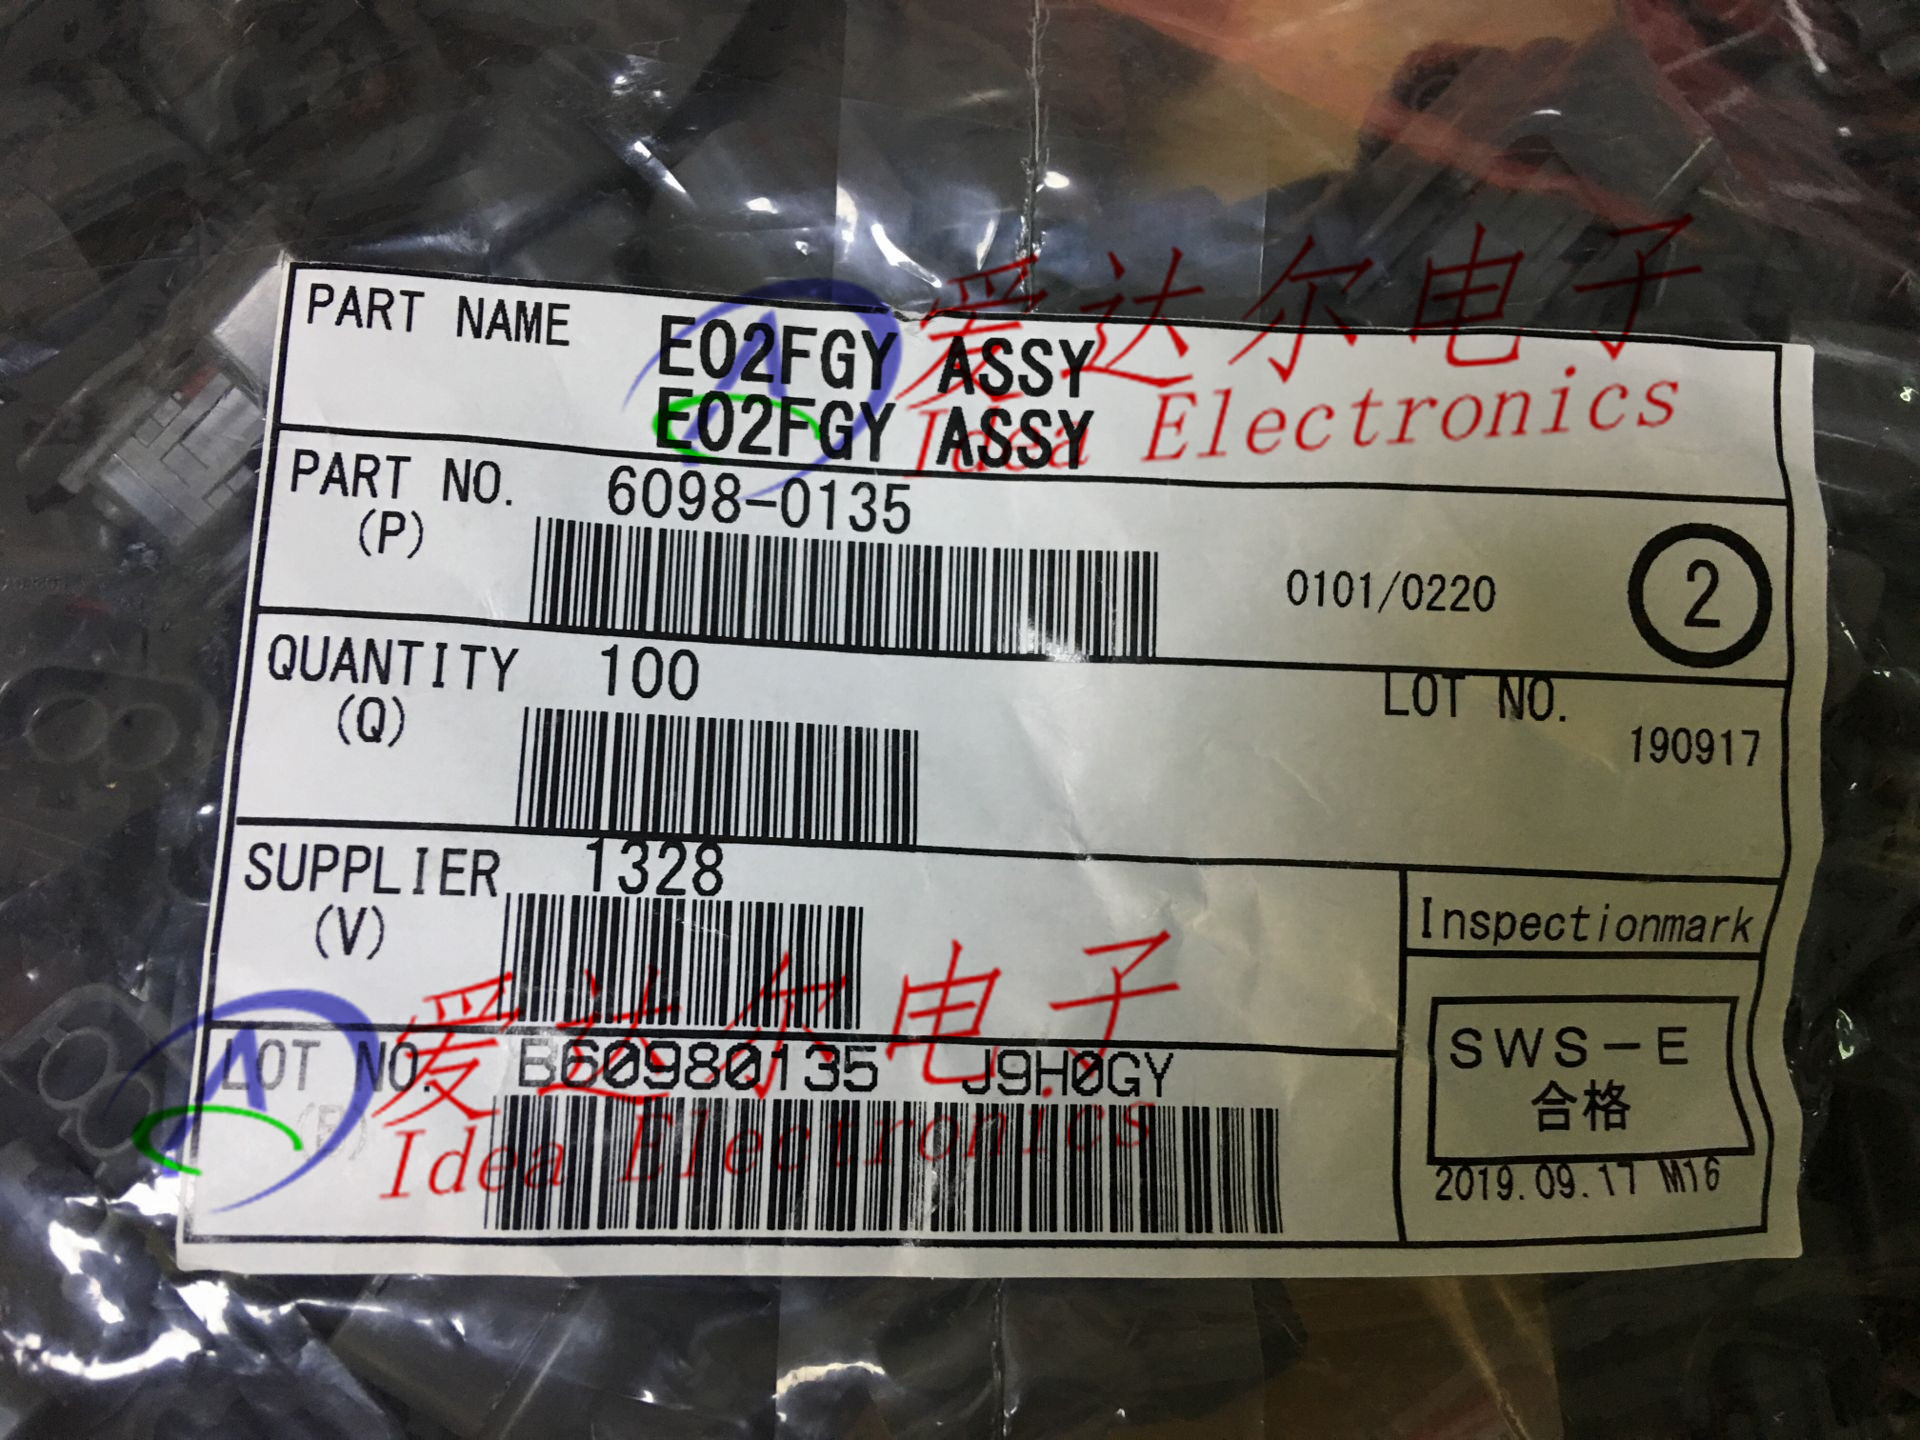 PART NAME
E02FGY ASSY
E02FGY ASSY
爱达尔电子
Idea Electronics
PART NO.
(P)
6098-0135
0101/0220
2
QUANTITY
(Q)
100
LOT NO.
190917
SUPPLIER
(V)
1328
Inspectionmark
SWS-E
合格
2019.09.17 M16
爱达尔电子
LOT NO.
B60980135 J9H0GY
Idea Electronics